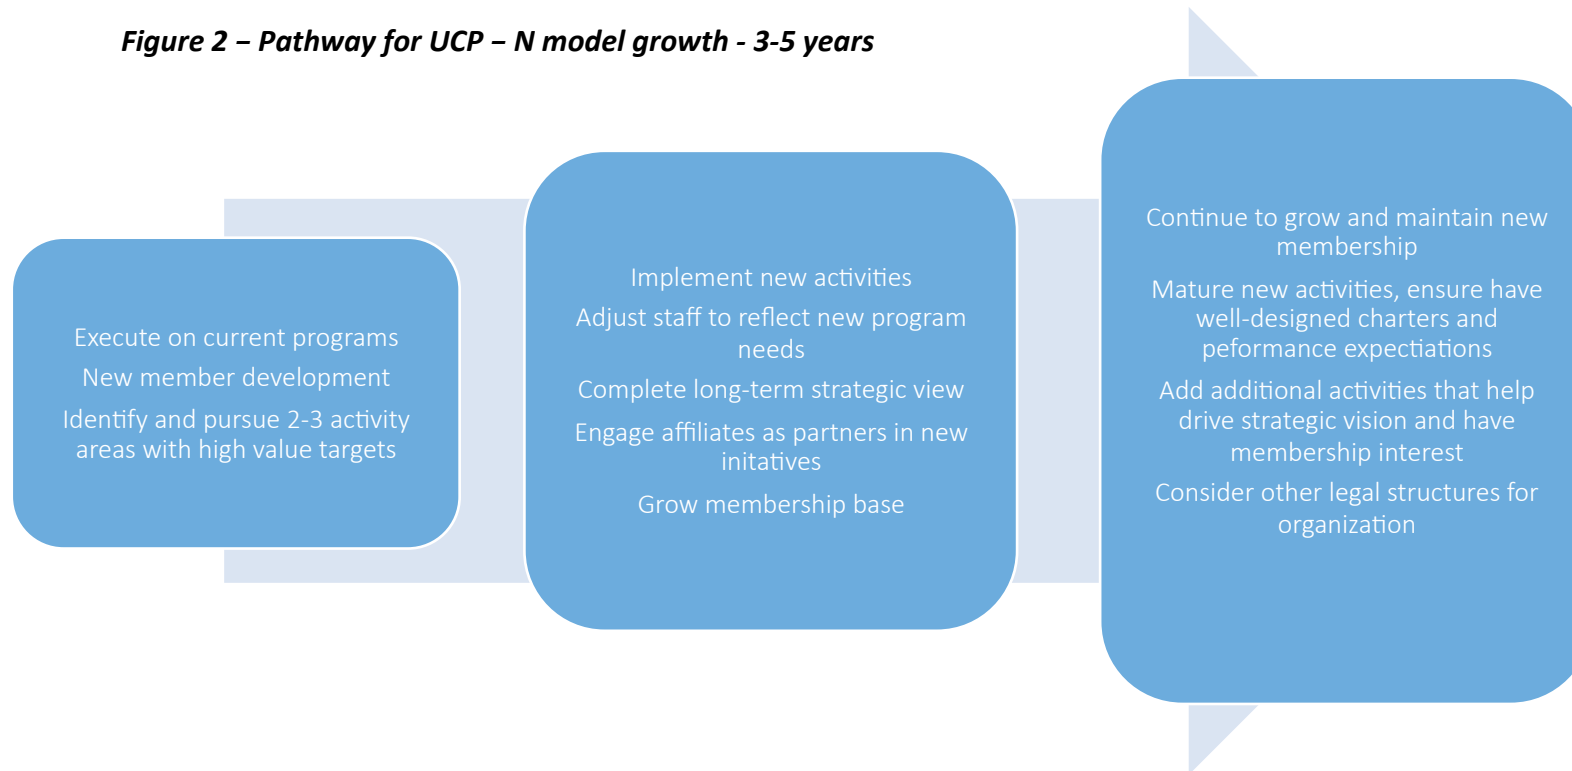 Figure 2 – Pathway for UCP – N model growth - 3-5 years
Execute on current programs
New member development
Identify and pursue 2-3 activity
areas with high value targets
Implement new activities
Adjust staff to reflect new program
needs
Complete long-term strategic view
Engage affiliates as partners in new
initatives
Grow membership base
Continue to grow and maintain new
membership
Mature new activities, ensure have
well-designed charters and
peformance expectiations
Add additional activities that help
drive strategic vision and have
membership interest
Consider other legal structures for
organization